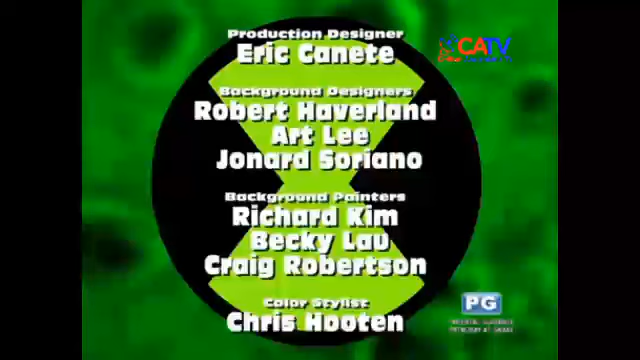 Production Designer
Eric Canete
CATV
Background Designers
Robert Haverland
Art Lee
Jonard Soriano
Background Painters
Richard Kim
Becky Lau
Craig Robertson
Color Stylist
Chris Hooten
PG